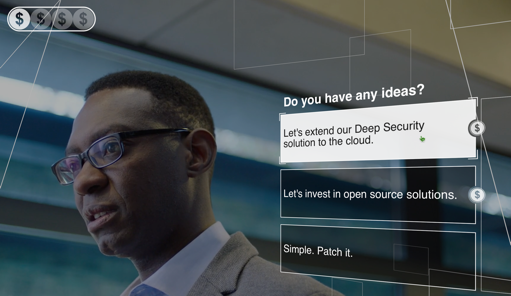 $ $ $ $
Do you have any ideas?
Let's extend our Deep Security
solution to the cloud.
$
Let's invest in open source solutions.
$
Simple. Patch it.